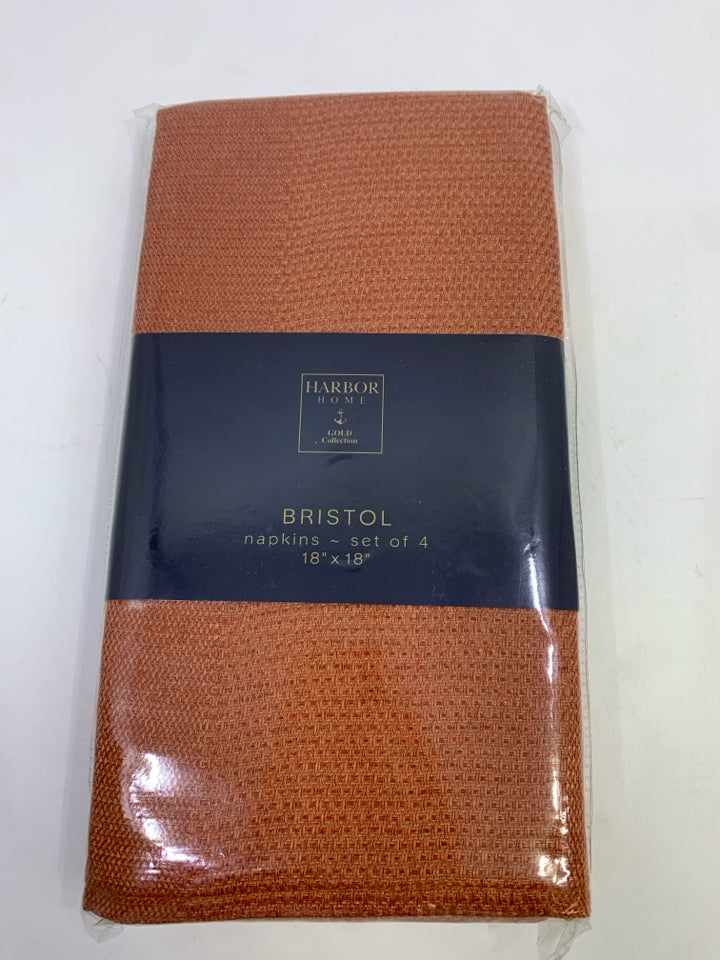 HARBOR
HOME
GOLD
Collection
BRISTOL
napkins ~ set of 4
18" x 18"